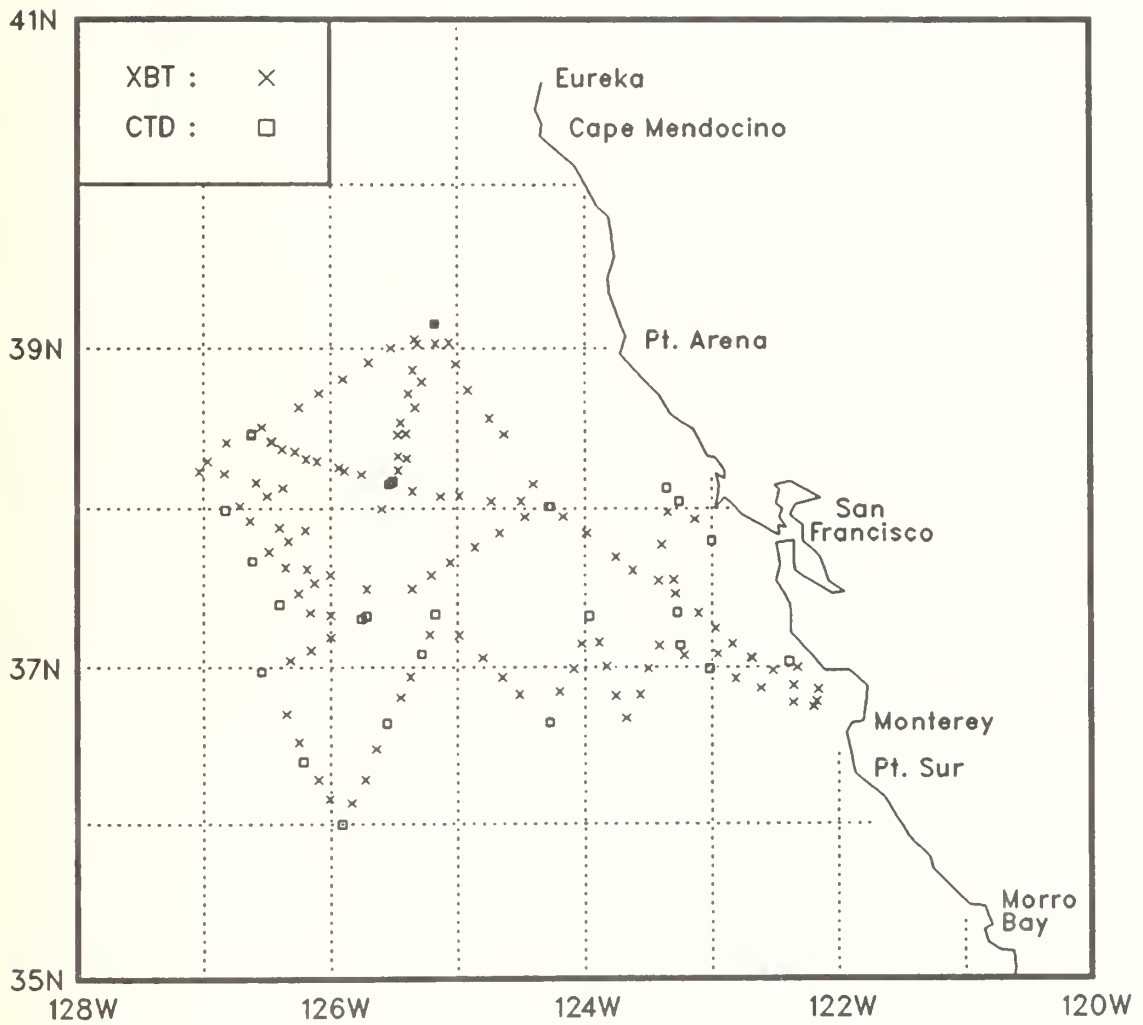 41N
XBT : ×
CTD : □
Eureka
Cape Mendocino
39N
Pt. Arena
San
Francisco
37N
Monterey
Pt. Sur
Morro
Bay
35N
128W 126W 124W 122W 120W